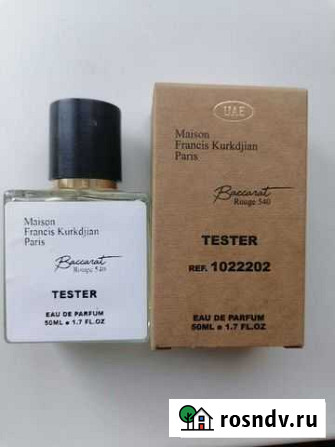 Maison
Francis Kurkdjian
Paris
Baccarat
Rouge 540
TESTER
EAU DE PARFUM
50ML ● 1.7 FL.OZ
UAE
Maison
Francis Kurkdjian
Paris
Baccarat
Rouge 540
TESTER
REF. 1022202
EAU DE PARFUM
50ML ● 1.7 FL.OZ
rosndv.ru